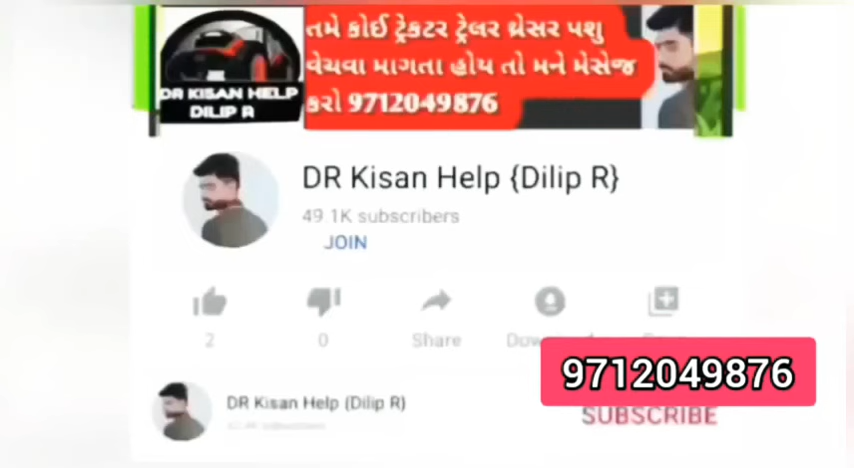 તમે કોઈ ટ્રેકટર ટ્રેલર થ્રેસર પશુ
વેચવા માગતા હોય તો મને મેસેજ
કરો 9712049876
DR KISAN HELP
DILIP R
DR Kisan Help {Dilip R}
49.1K subscribers
JOIN
2
0
Share
9712049876
DR Kisan Help (Dilip R)
SUBSCRIBE